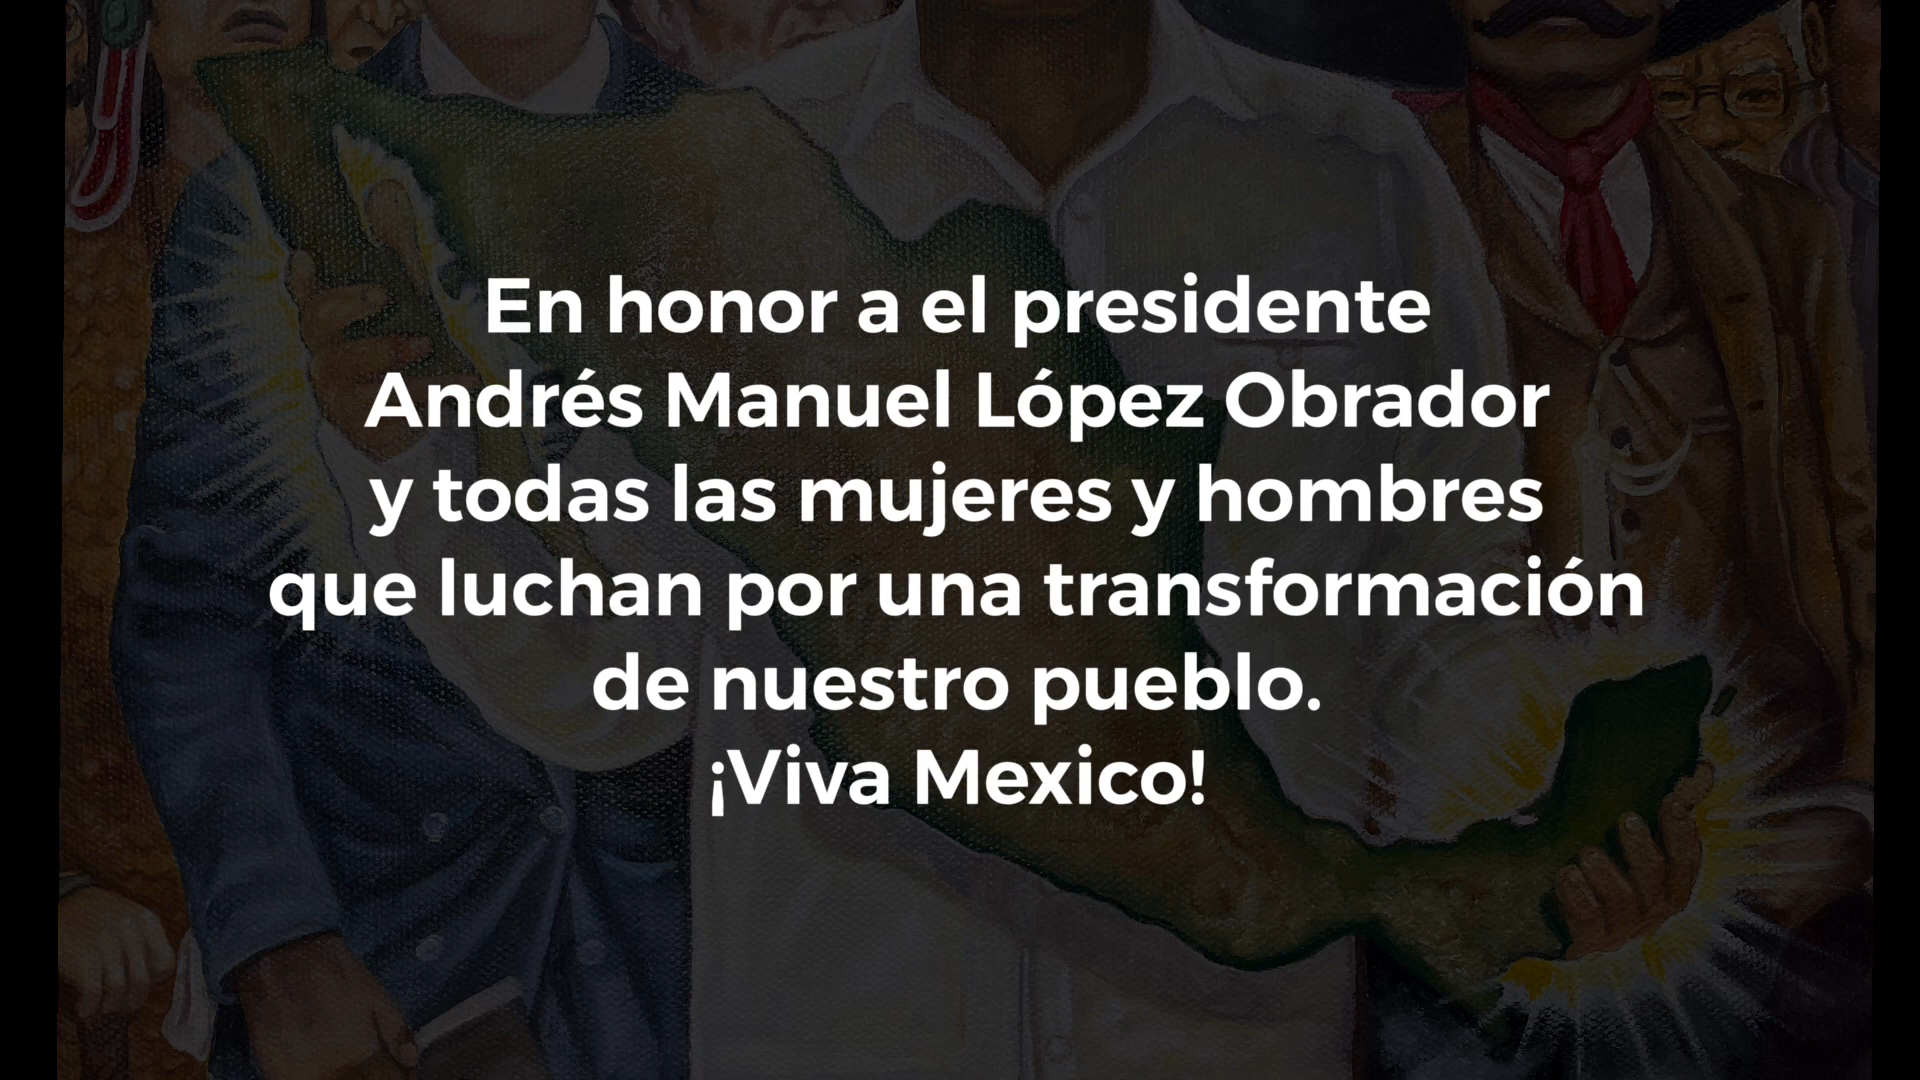 En honor a el presidente
Andrés Manuel López Obrador
y todas las mujeres y hombres
que luchan por una transformación
de nuestro pueblo.
¡Viva Mexico!